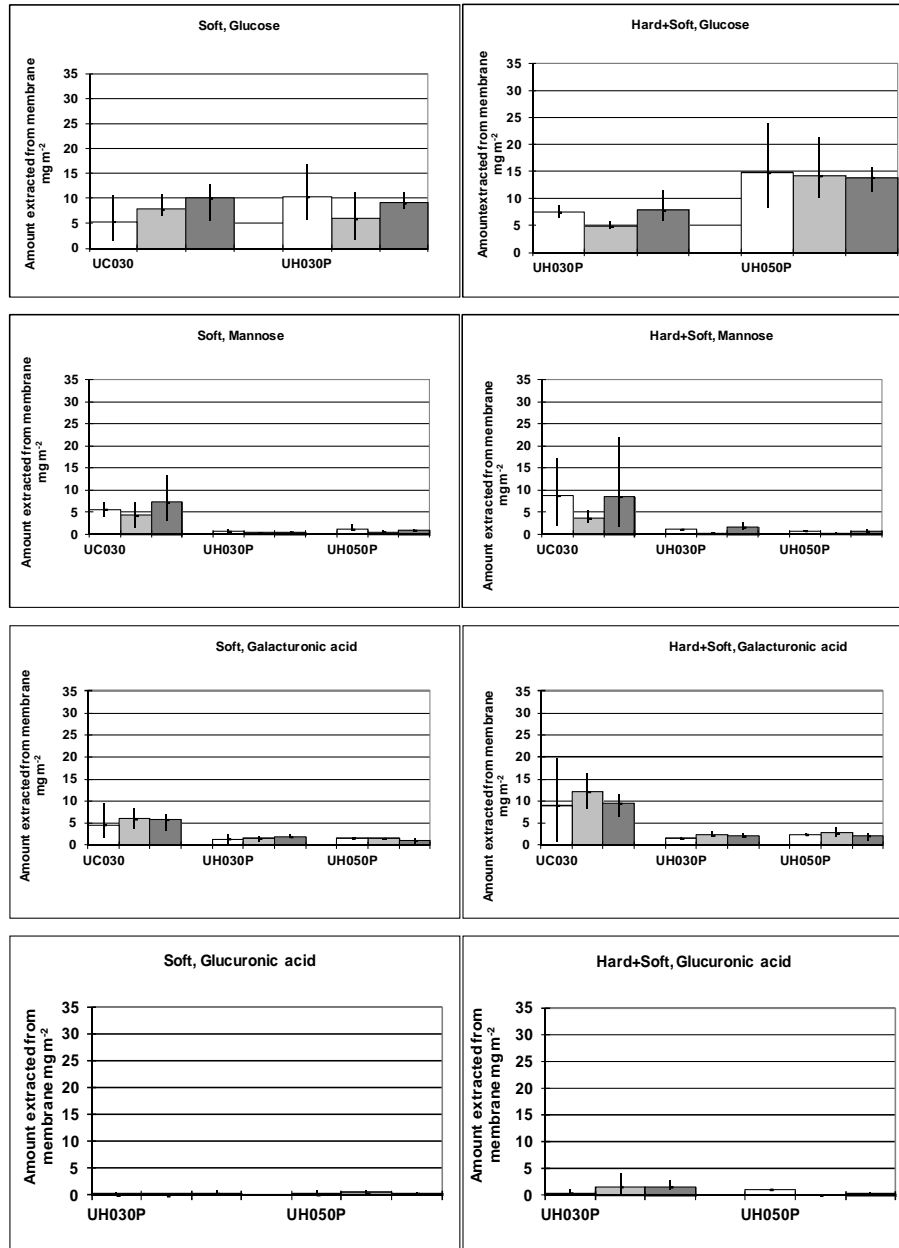 Soft, Glucose
Amount extracted from membrane
mg m-2
35
30
25
20
15
10
5
0
UC030 UH030P
Hard+Soft, Glucose
Amountextracted from membrane
mg m-2
35
30
25
20
15
10
5
0
UH030P UH050P
Soft, Mannose
Amount extracted from membrane
mg m-2
35
30
25
20
15
10
5
0
UC030 UH030P UH050P
Hard+Soft, Mannose
Amount extracted from membrane
mg m-2
35
30
25
20
15
10
5
0
UC030 UH030P UH050P
Soft, Galacturonic acid
Amount extracted from membrane
mg m-2
35
30
25
20
15
10
5
0
UC030 UH030P UH050P
Hard+Soft, Galacturonic acid
Amount extracted from membrane
mg m-2
35
30
25
20
15
10
5
0
UC030 UH030P UH050P
Soft, Glucuronic acid
Amount extracted from
membrane mg m-2
35
30
25
20
15
10
5
0
UH030P UH050P
Hard+Soft, Glucuronic acid
Amount extracted from
membrane mg m-2
35
30
25
20
15
10
5
0
UH030P UH050P